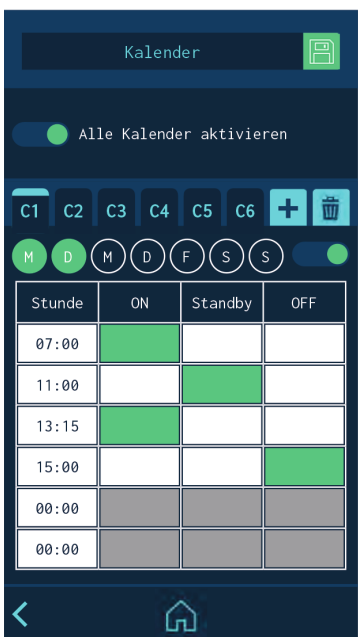 Kalender
Alle Kalender aktivieren
C1 C2 C3 C4 C5 C6 +
M D M D F S S
Stunde ON Standby OFF
07:00
11:00
13:15
15:00
00:00
00:00